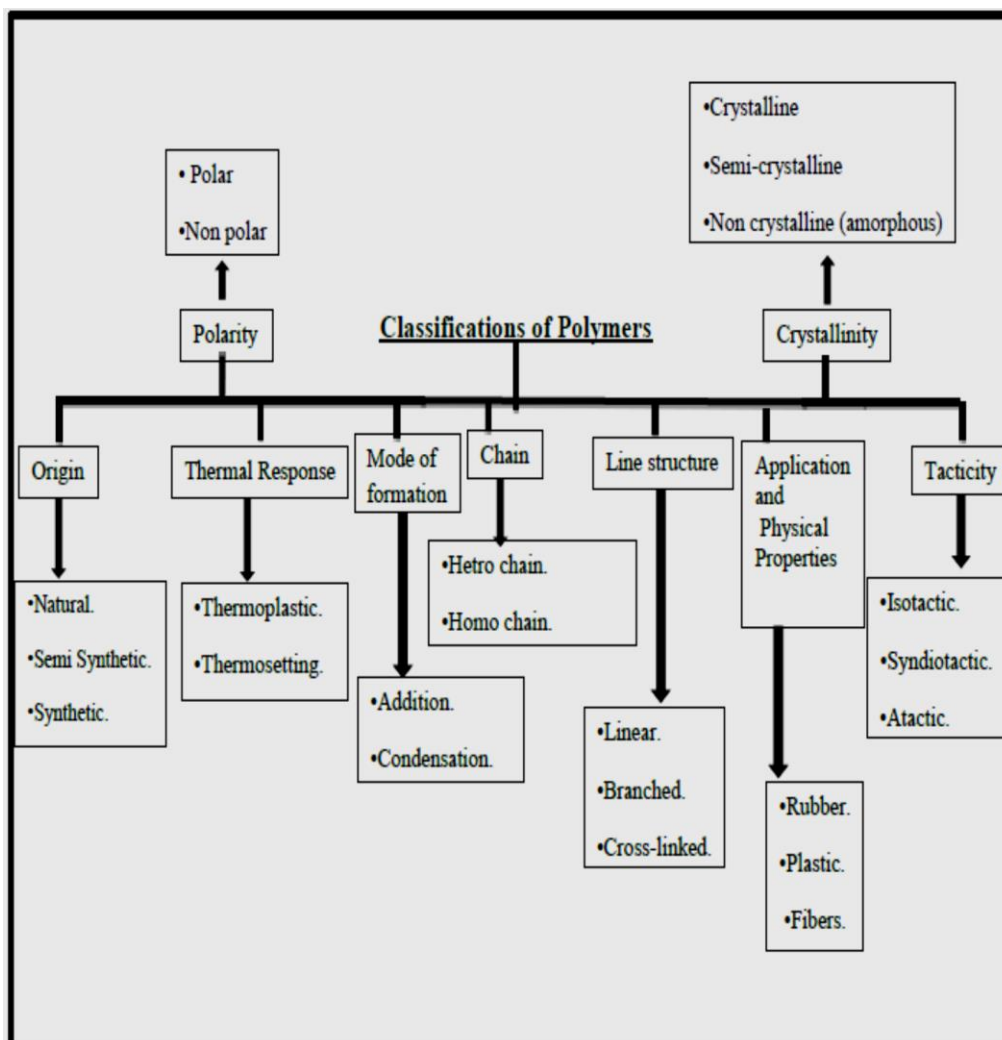 •Crystalline
•Semi-crystalline
•Non crystalline (amorphous)
• Polar
•Non polar
Polarity
Classifications of Polymers
Crystallinity
Origin
Thermal Response
Mode of
formation
Chain
Line structure
Application
and
Physical
Properties
Tacticity
•Natural.
•Semi Synthetic.
•Synthetic.
•Thermoplastic.
•Thermosetting.
•Addition.
•Condensation.
•Hetro chain.
•Homo chain.
•Linear.
•Branched.
•Cross-linked.
•Rubber.
•Plastic.
•Fibers.
•Isotactic.
•Syndiotactic.
•Atactic.